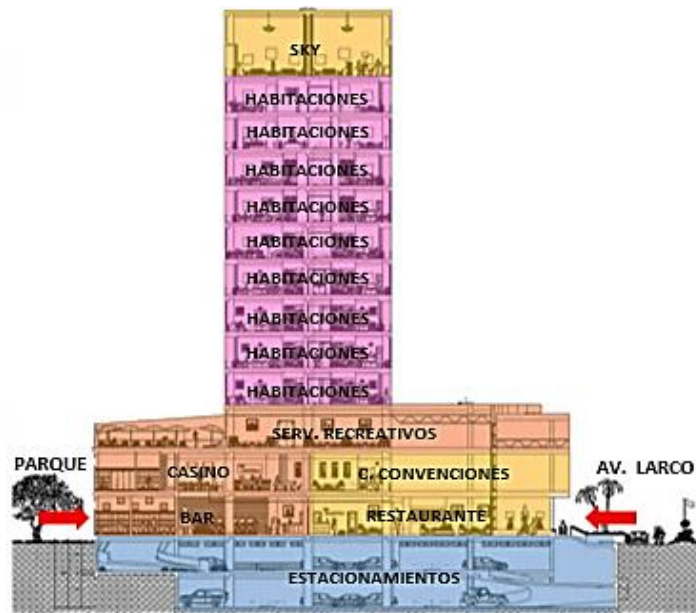 SKY
HABITACIONES
HABITACIONES
HABITACIONES
HABITACIONES
HABITACIONES
HABITACIONES
HABITACIONES
HABITACIONES
HABITACIONES
SERV. RECREATIVOS
PARQUE
CASINO
C. CONVENCIONES
AV. LARCO
BAR
RESTAURANTE
ESTACIONAMIENTOS